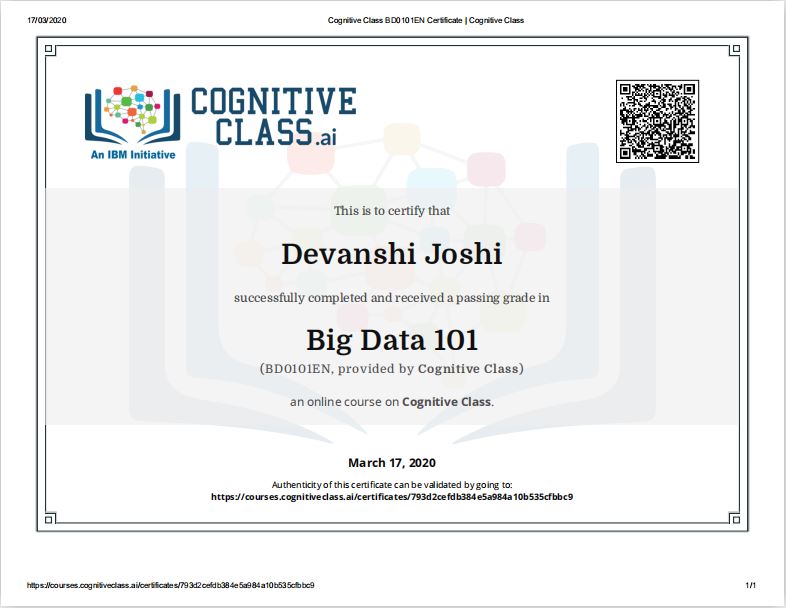 17/03/2020 Cognitive Class BD0101EN Certificate | Cognitive Class
COGNITIVE
CLASS.ai
An IBM Initiative
This is to certify that
Devanshi Joshi
successfully completed and received a passing grade in
Big Data 101
(BD0101EN, provided by Cognitive Class)
an online course on Cognitive Class.
March 17, 2020
Authenticity of this certificate can be validated by going to:
https://courses.cognitiveclass.ai/certificates/793d2cefdb384e5a984a10b535cfbbc9
https://courses.cognitiveclass.ai/certificates/793d2cefdb384e5a984a10b535cfbbc9 1/1